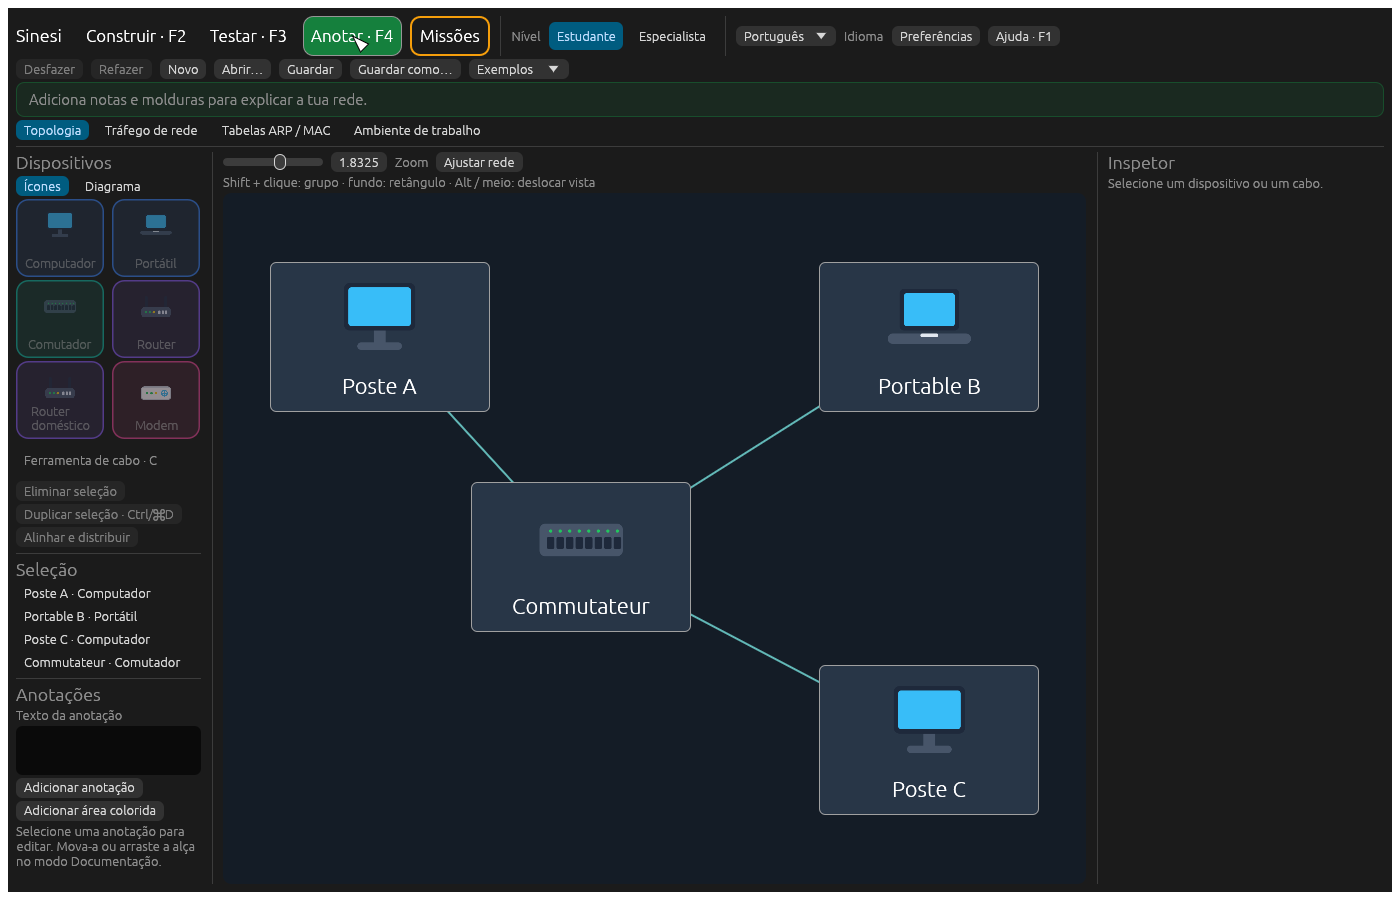 Sinesi Construir · F2 Testar · F3 Anotar · F4 Missões Nível Estudante Especialista Português Idioma Preferências Ajuda · F1
Desfazer Refazer Novo Abrir... Guardar Guardar como... Exemplos
Adiciona notas e molduras para explicar a tua rede.
Topologia Tráfego de rede Tabelas ARP / MAC Ambiente de trabalho
Dispositivos
Ícones Diagrama
Computador Portátil
Comutador Router
Router doméstico Modem
Ferramenta de cabo · C
Eliminar seleção
Duplicar seleção · Ctrl/⌘D
Alinhar e distribuir
Seleção
Poste A · Computador
Portable B · Portátil
Poste C · Computador
Commutateur · Comutador
Anotações
Texto da anotação
Adicionar anotação
Adicionar área colorida
Selecione uma anotação para
editar. Mova-a ou arraste a alça
no modo Documentação.
1.8325 Zoom Ajustar rede
Shift + clique: grupo · fundo: retângulo · Alt / meio: deslocar vista
Poste A
Portable B
Commutateur
Poste C
Inspetor
Selecione um dispositivo ou um cabo.